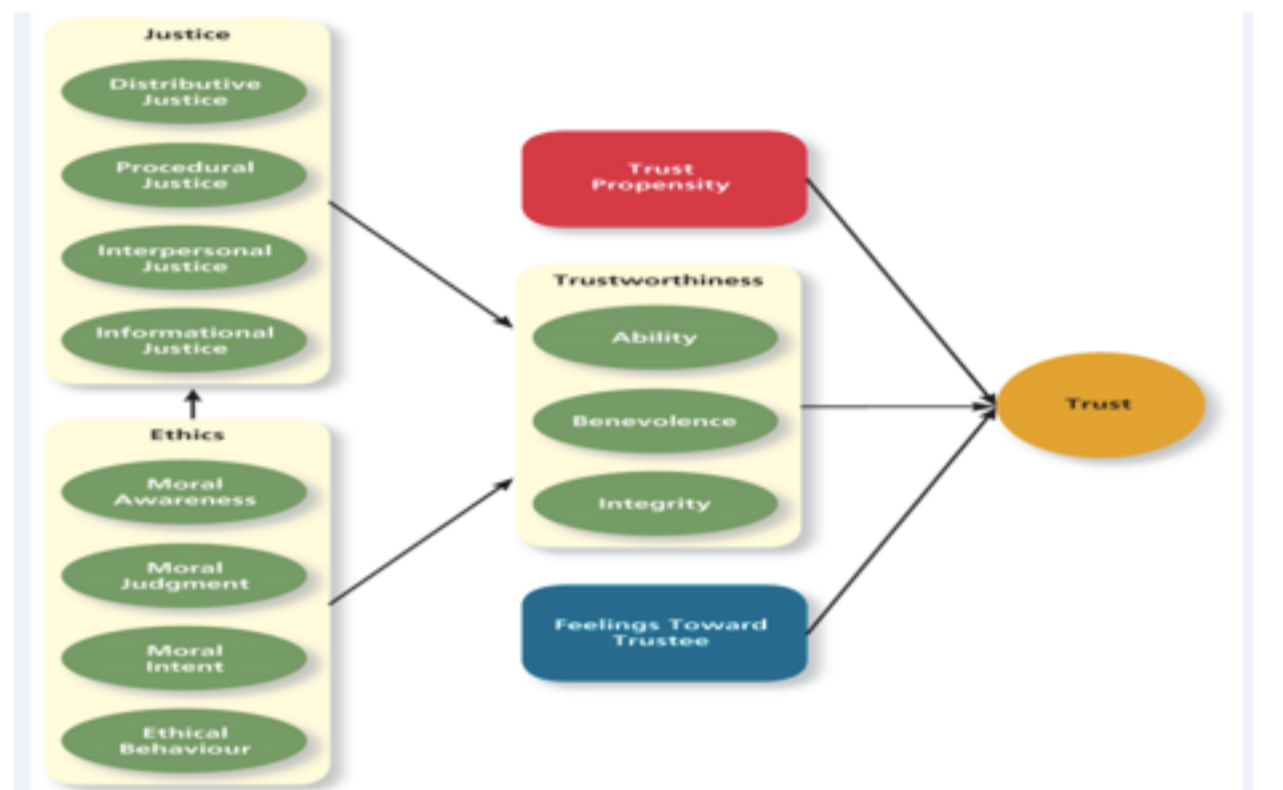 Justice
Distributive
Justice
Procedural
Justice
Interpersonal
Justice
Informational
Justice
Ethics
Moral
Awareness
Moral
Judgment
Moral
Intent
Ethical
Behaviour
Trust
Propensity
Trustworthiness
Ability
Benevolence
Integrity
Feelings Toward
Trustee
Trust